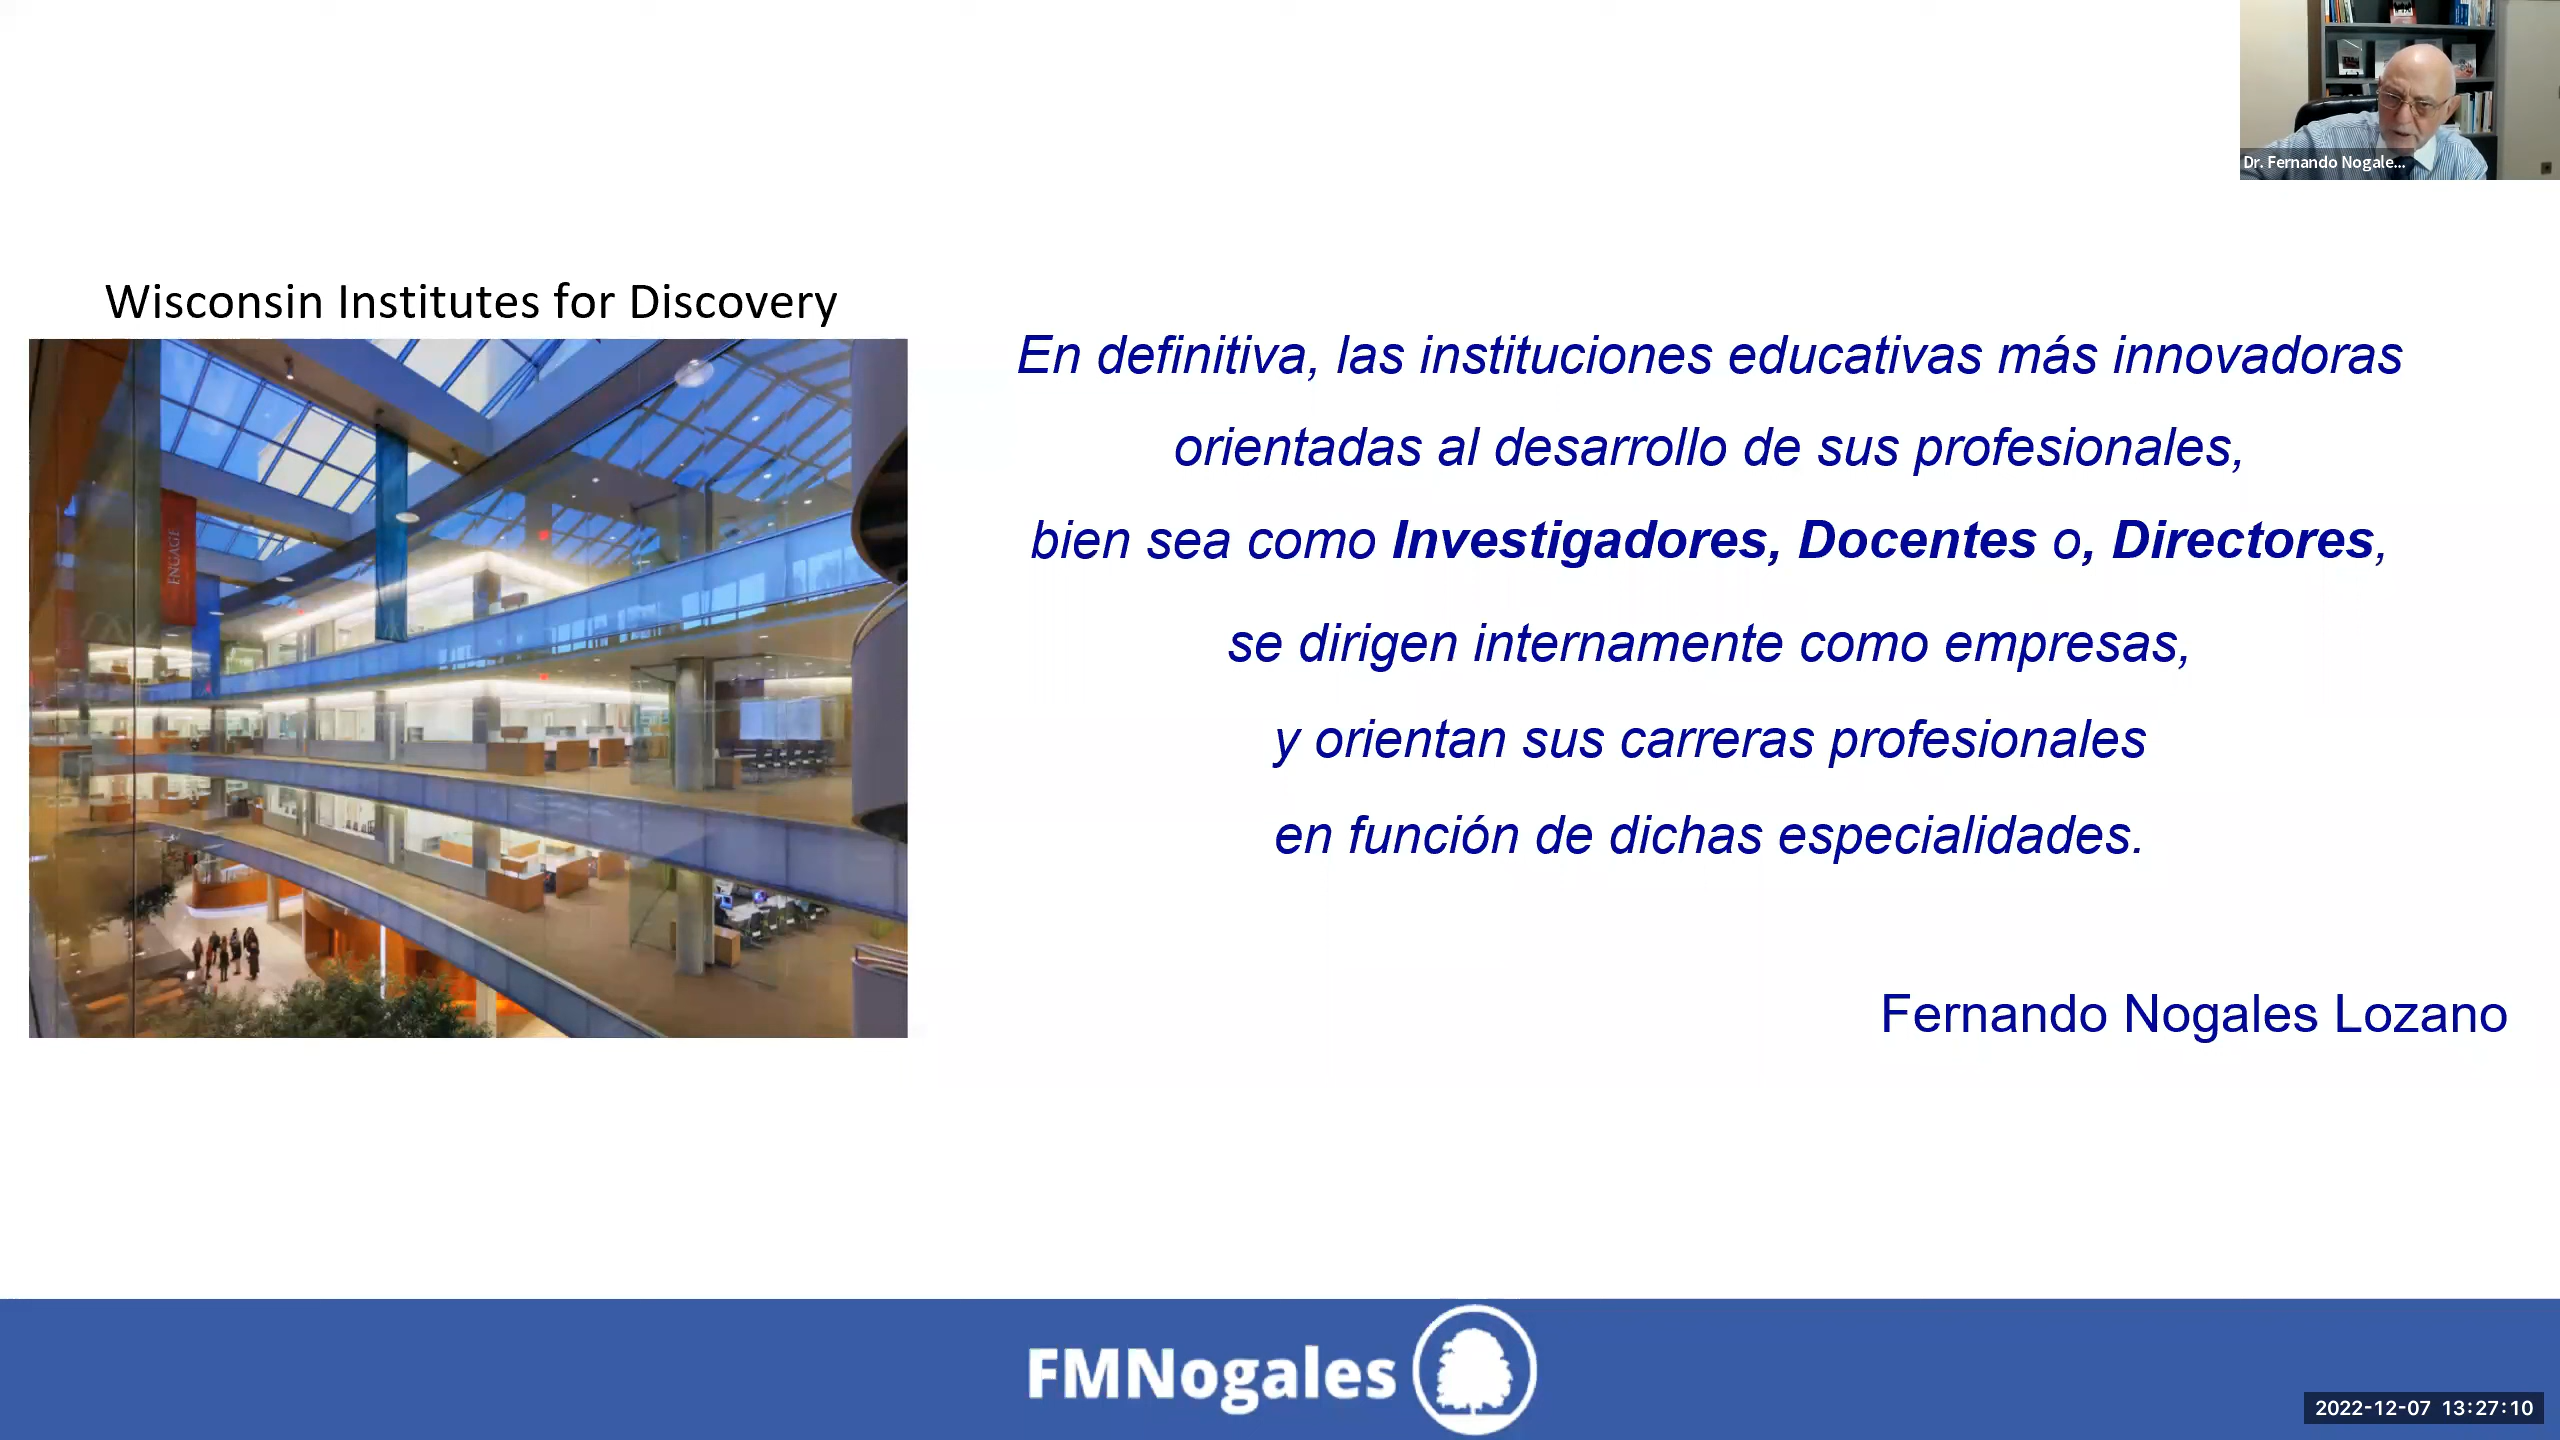 Dr. Fernando Nogale...
Wisconsin Institutes for Discovery
ENGAGE
En definitiva, las instituciones educativas más innovadoras
orientadas al desarrollo de sus profesionales,
bien sea como Investigadores, Docentes o, Directores,
se dirigen internamente como empresas,
y orientan sus carreras profesionales
en función de dichas especialidades.
Fernando Nogales Lozano
FMNogales
2022-12-07 13:27:10